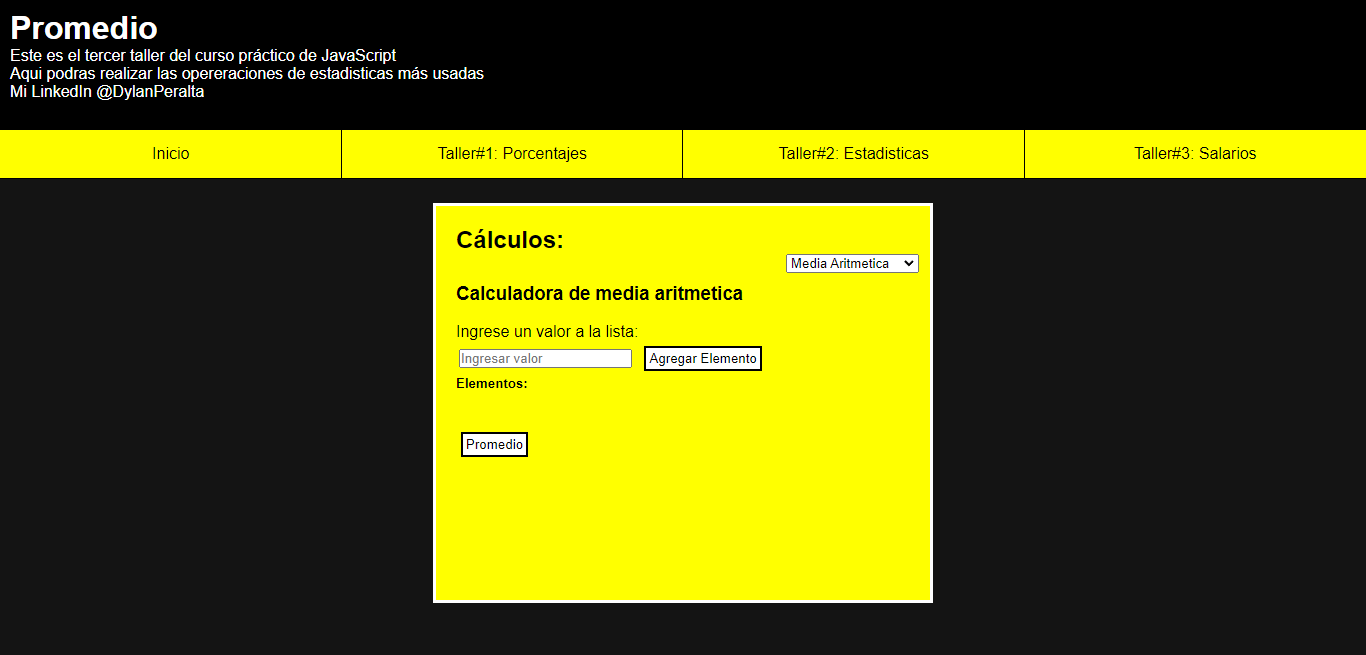 Promedio
Este es el tercer taller del curso práctico de JavaScript
Aqui podras realizar las opereraciones de estadisticas más usadas
Mi LinkedIn @DylanPeralta
Inicio
Taller#1: Porcentajes
Taller#2: Estadisticas
Taller#3: Salarios
Cálculos:
Media Aritmetica
Calculadora de media aritmetica
Ingrese un valor a la lista:
Ingresar valor
Agregar Elemento
Elementos:
Promedio